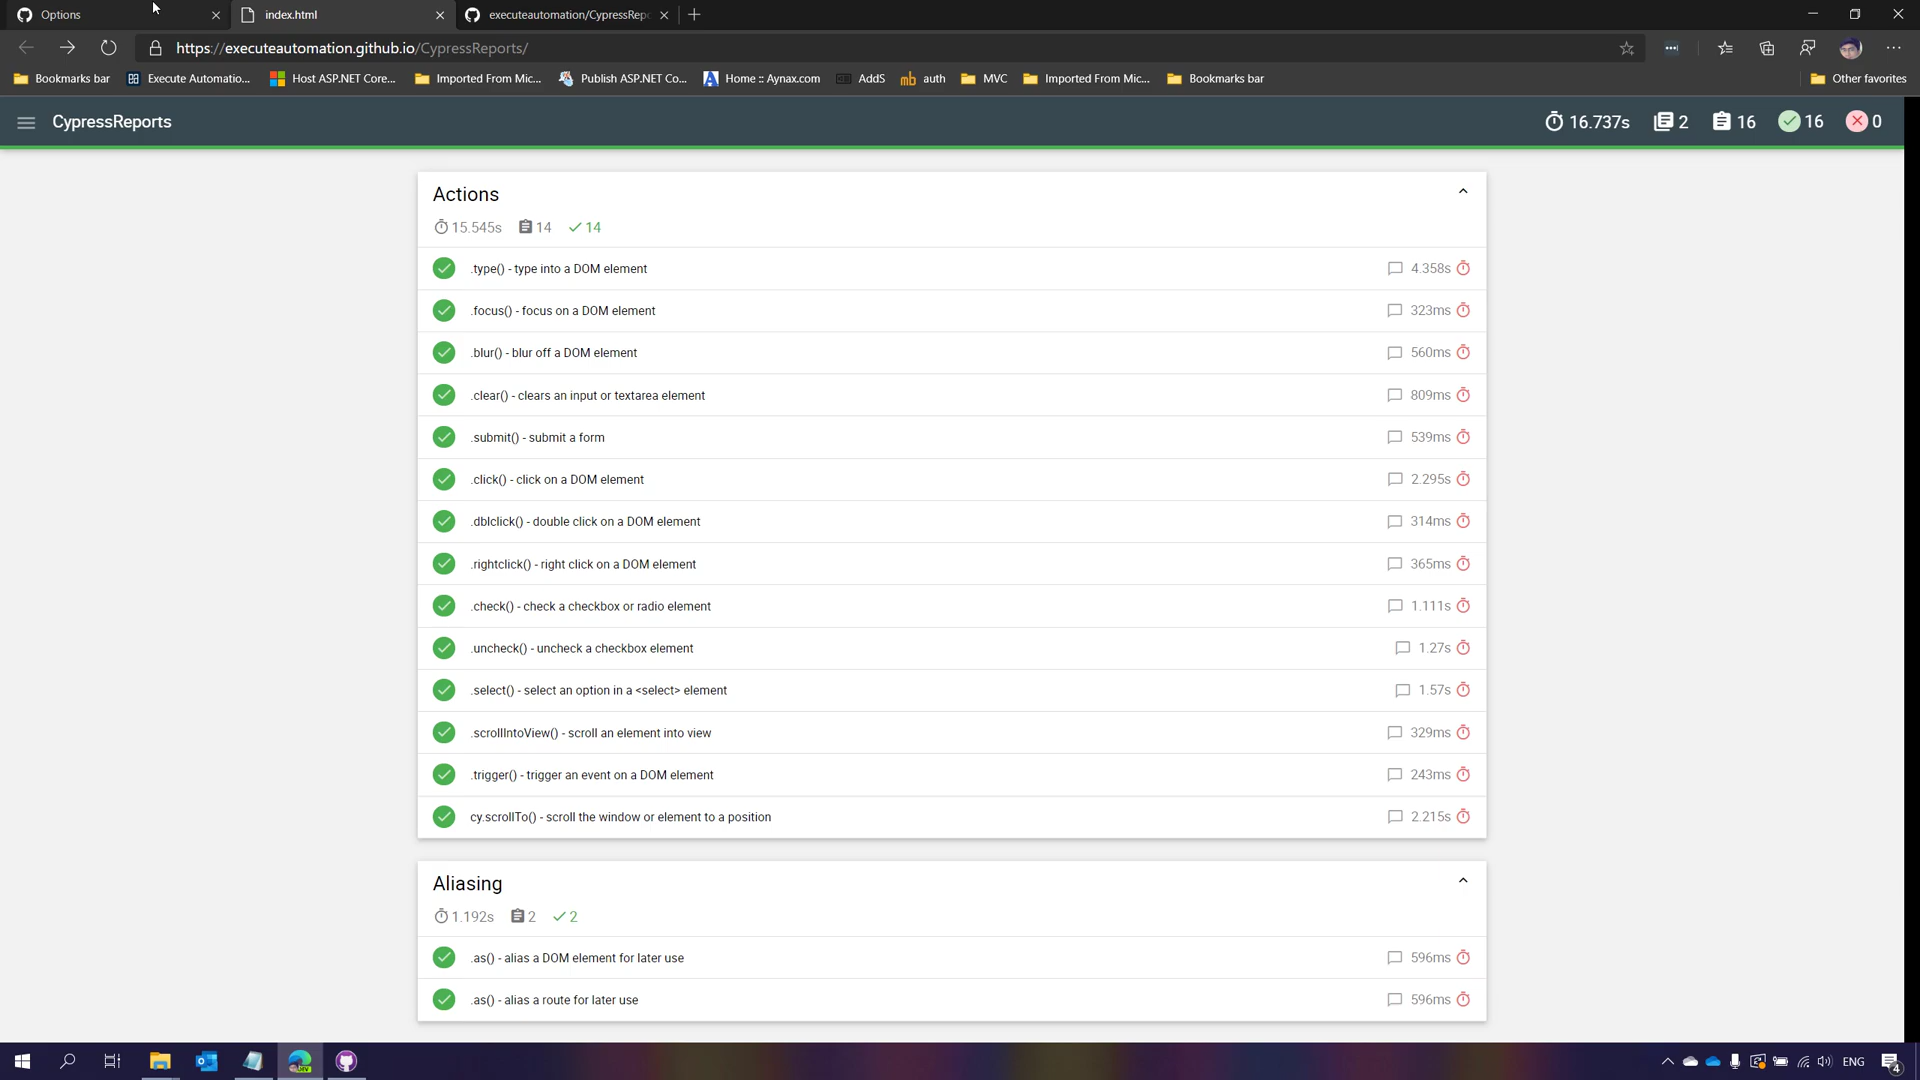 Options
index.html
executeautomation/CypressRep
https://executeautomation.github.io/CypressReports/
Bookmarks bar
Execute Automatio...
Host ASP.NET Core...
Imported From Mic...
Publish ASP.NET Co...
Home :: Aynax.com
AddS
auth
MVC
Imported From Mic...
Bookmarks bar
Other favorites
CypressReports
16.737s
2
16
16
0
Actions
15.545s
14
14
.type() - type into a DOM element
4.358s
.focus() - focus on a DOM element
323ms
.blur() - blur off a DOM element
560ms
.clear() - clears an input or textarea element
809ms
.submit() - submit a form
539ms
.click() - click on a DOM element
2.295s
.dblclick() - double click on a DOM element
314ms
.rightclick() - right click on a DOM element
365ms
.check() - check a checkbox or radio element
1.111s
.uncheck() - uncheck a checkbox element
1.27s
.select() - select an option in a <select> element
1.57s
.scrollIntoView() - scroll an element into view
329ms
.trigger() - trigger an event on a DOM element
243ms
cy.scrollTo() - scroll the window or element to a position
2.215s
Aliasing
1.192s
2
2
.as() - alias a DOM element for later use
596ms
.as() - alias a route for later use
596ms
DEV
ENG
4